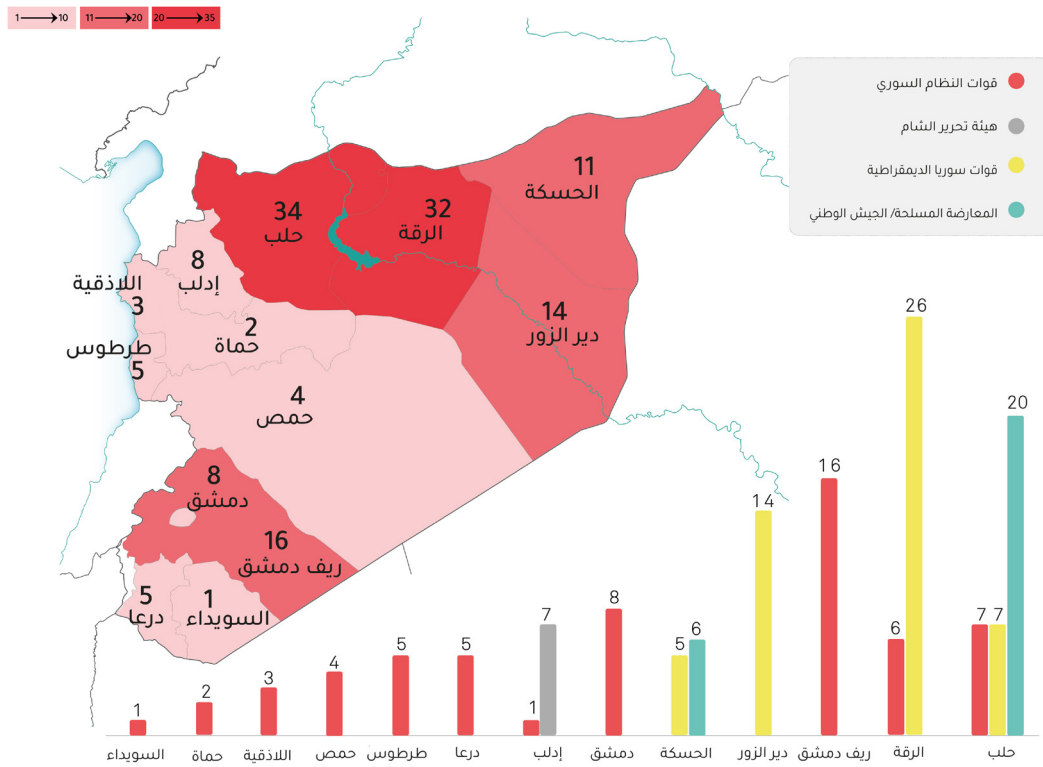 1 10 11 20 20 35
قوات النظام السوري
هيئة تحرير الشام
قوات سوريا الديمقراطية
المعارضة المسلحة/ الجيش الوطني
11
الحسكة
34
حلب
32
الرقة
8
إدلب
اللاذقية
3
2
حماة
طرطوس
5
14
دير الزور
4
حمص
8
دمشق
16
ريف دمشق
5
درعا
1
السويداء
1
2
3
4
5
5
1
7
8
5
6
14
16
6
26
7
7
20
السويداء
حماة
اللاذقية
حمص
طرطوس
درعا
إدلب
دمشق
الحسكة
دير الزور
ريف دمشق
الرقة
حلب